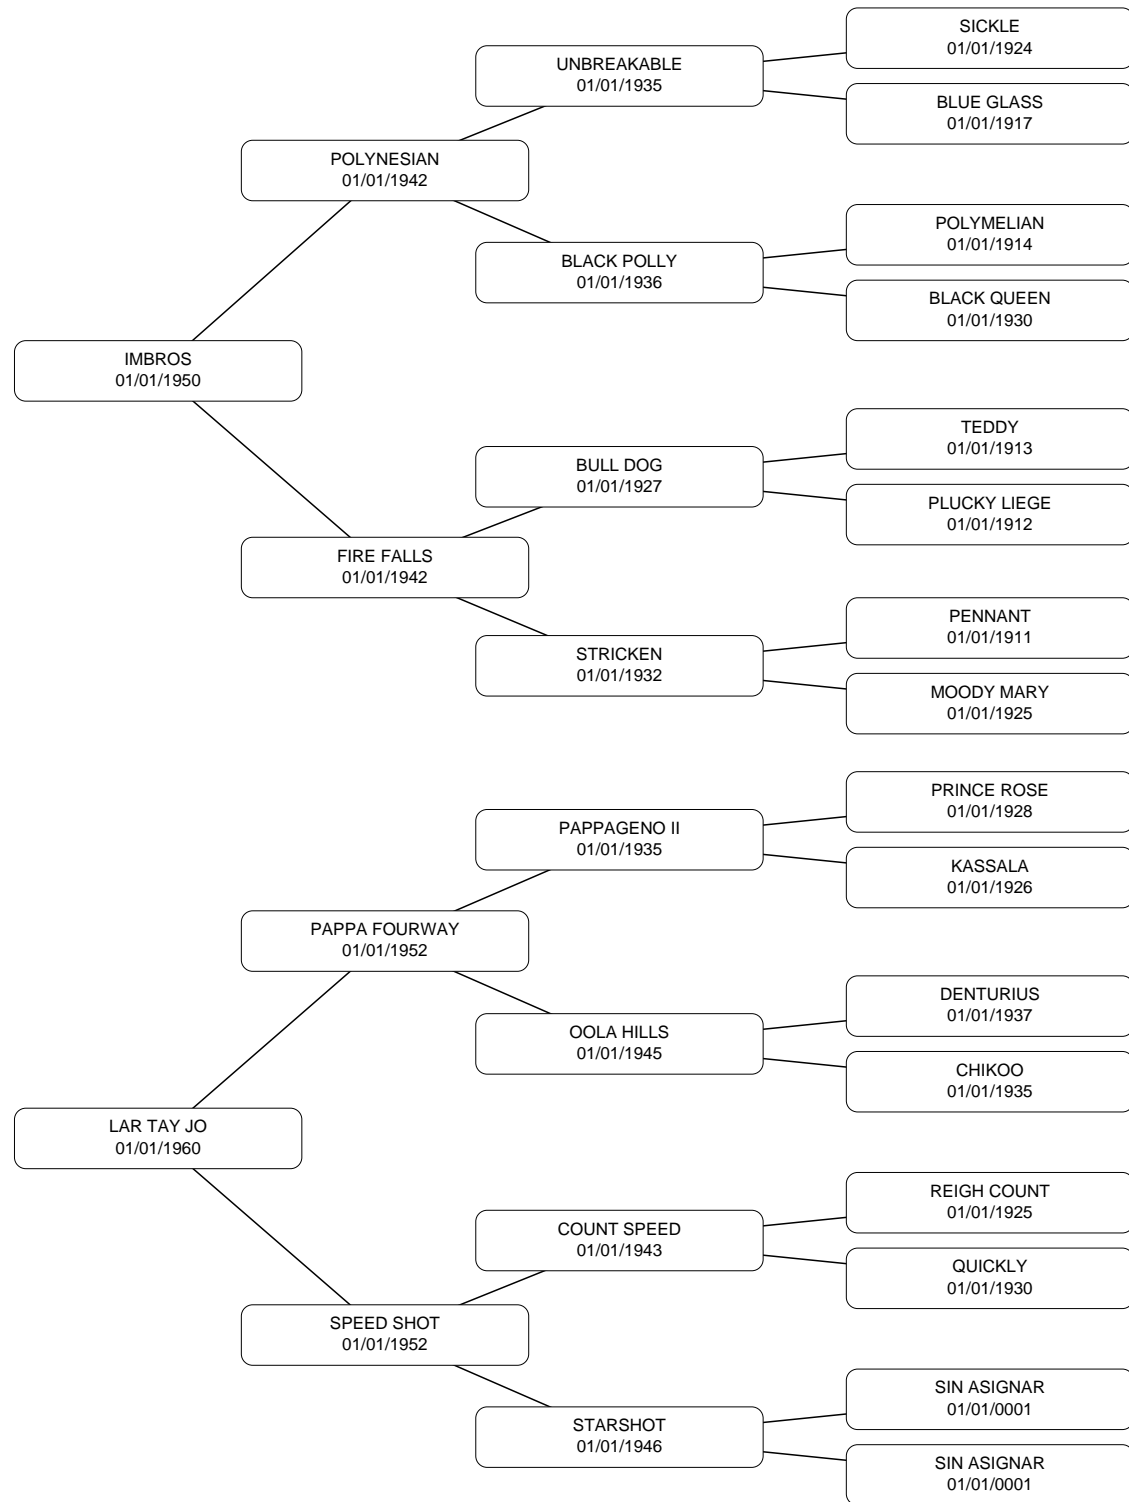 SICKLE
01/01/1924
UNBREAKABLE
01/01/1935
BLUE GLASS
01/01/1917
POLYNESIAN
01/01/1942
POLYMELIAN
01/01/1914
BLACK POLLY
01/01/1936
BLACK QUEEN
01/01/1930
IMBROS
01/01/1950
TEDDY
01/01/1913
BULL DOG
01/01/1927
PLUCKY LIEGE
01/01/1912
FIRE FALLS
01/01/1942
PENNANT
01/01/1911
STRICKEN
01/01/1932
MOODY MARY
01/01/1925
PRINCE ROSE
01/01/1928
PAPPAGENO II
01/01/1935
KASSALA
01/01/1926
PAPPA FOURWAY
01/01/1952
DENTURIUS
01/01/1937
OOLA HILLS
01/01/1945
CHIKOO
01/01/1935
LAR TAY JO
01/01/1960
REIGH COUNT
01/01/1925
COUNT SPEED
01/01/1943
QUICKLY
01/01/1930
SPEED SHOT
01/01/1952
SIN ASIGNAR
01/01/0001
STARSHOT
01/01/1946
SIN ASIGNAR
01/01/0001